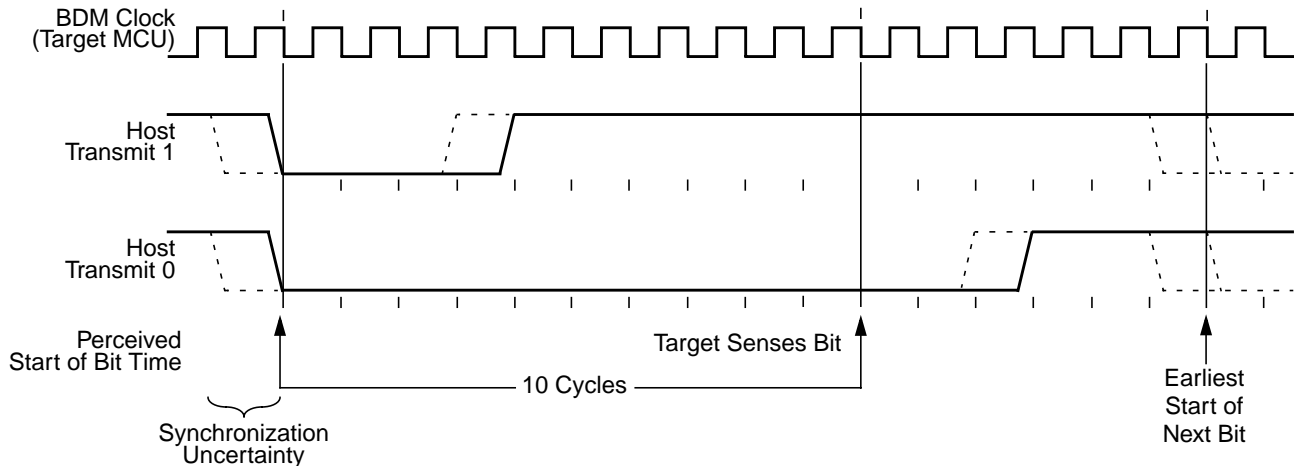 BDM Clock
(Target MCU)
Host
Transmit 1
Host
Transmit 0
Perceived
Start of Bit Time
Target Senses Bit
10 Cycles
Earliest
Start of
Next Bit
Synchronization
Uncertainty